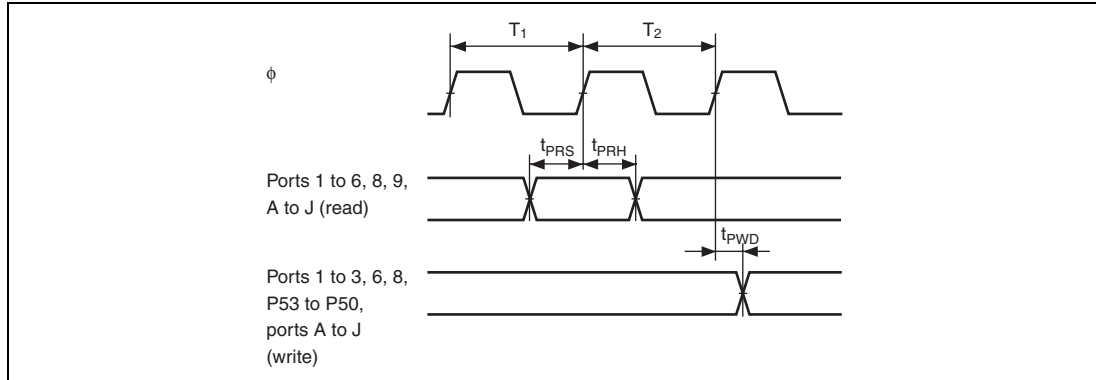 T1
T2
ϕ
tPRS
tPRH
Ports 1 to 6, 8, 9,
A to J (read)
tPWD
Ports 1 to 3, 6, 8,
P53 to P50,
ports A to J
(write)